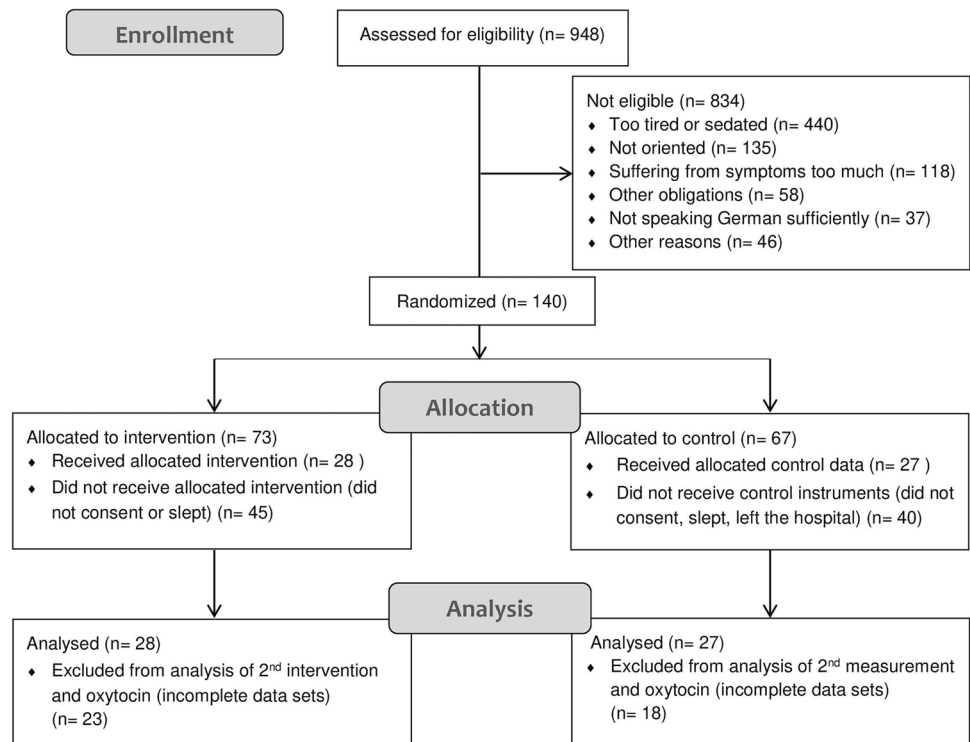 Enrollment
Assessed for eligibility (n= 948)
Not eligible (n= 834)
♦ Too tired or sedated (n= 440)
♦ Not oriented (n= 135)
♦ Suffering from symptoms too much (n= 118)
♦ Other obligations (n= 58)
♦ Not speaking German sufficiently (n= 37)
♦ Other reasons (n= 46)
Randomized (n= 140)
Allocation
Allocated to intervention (n= 73)
♦ Received allocated intervention (n= 28 )
♦ Did not receive allocated intervention (did
not consent or slept) (n= 45)
Allocated to control (n= 67)
♦ Received allocated control data (n= 27 )
♦ Did not receive control instruments (did not
consent, slept, left the hospital) (n= 40)
Analysis
Analysed (n= 28)
♦ Excluded from analysis of 2nd intervention
and oxytocin (incomplete data sets)
(n= 23)
Analysed (n= 27)
♦ Excluded from analysis of 2nd measurement
and oxytocin (incomplete data sets)
(n= 18)